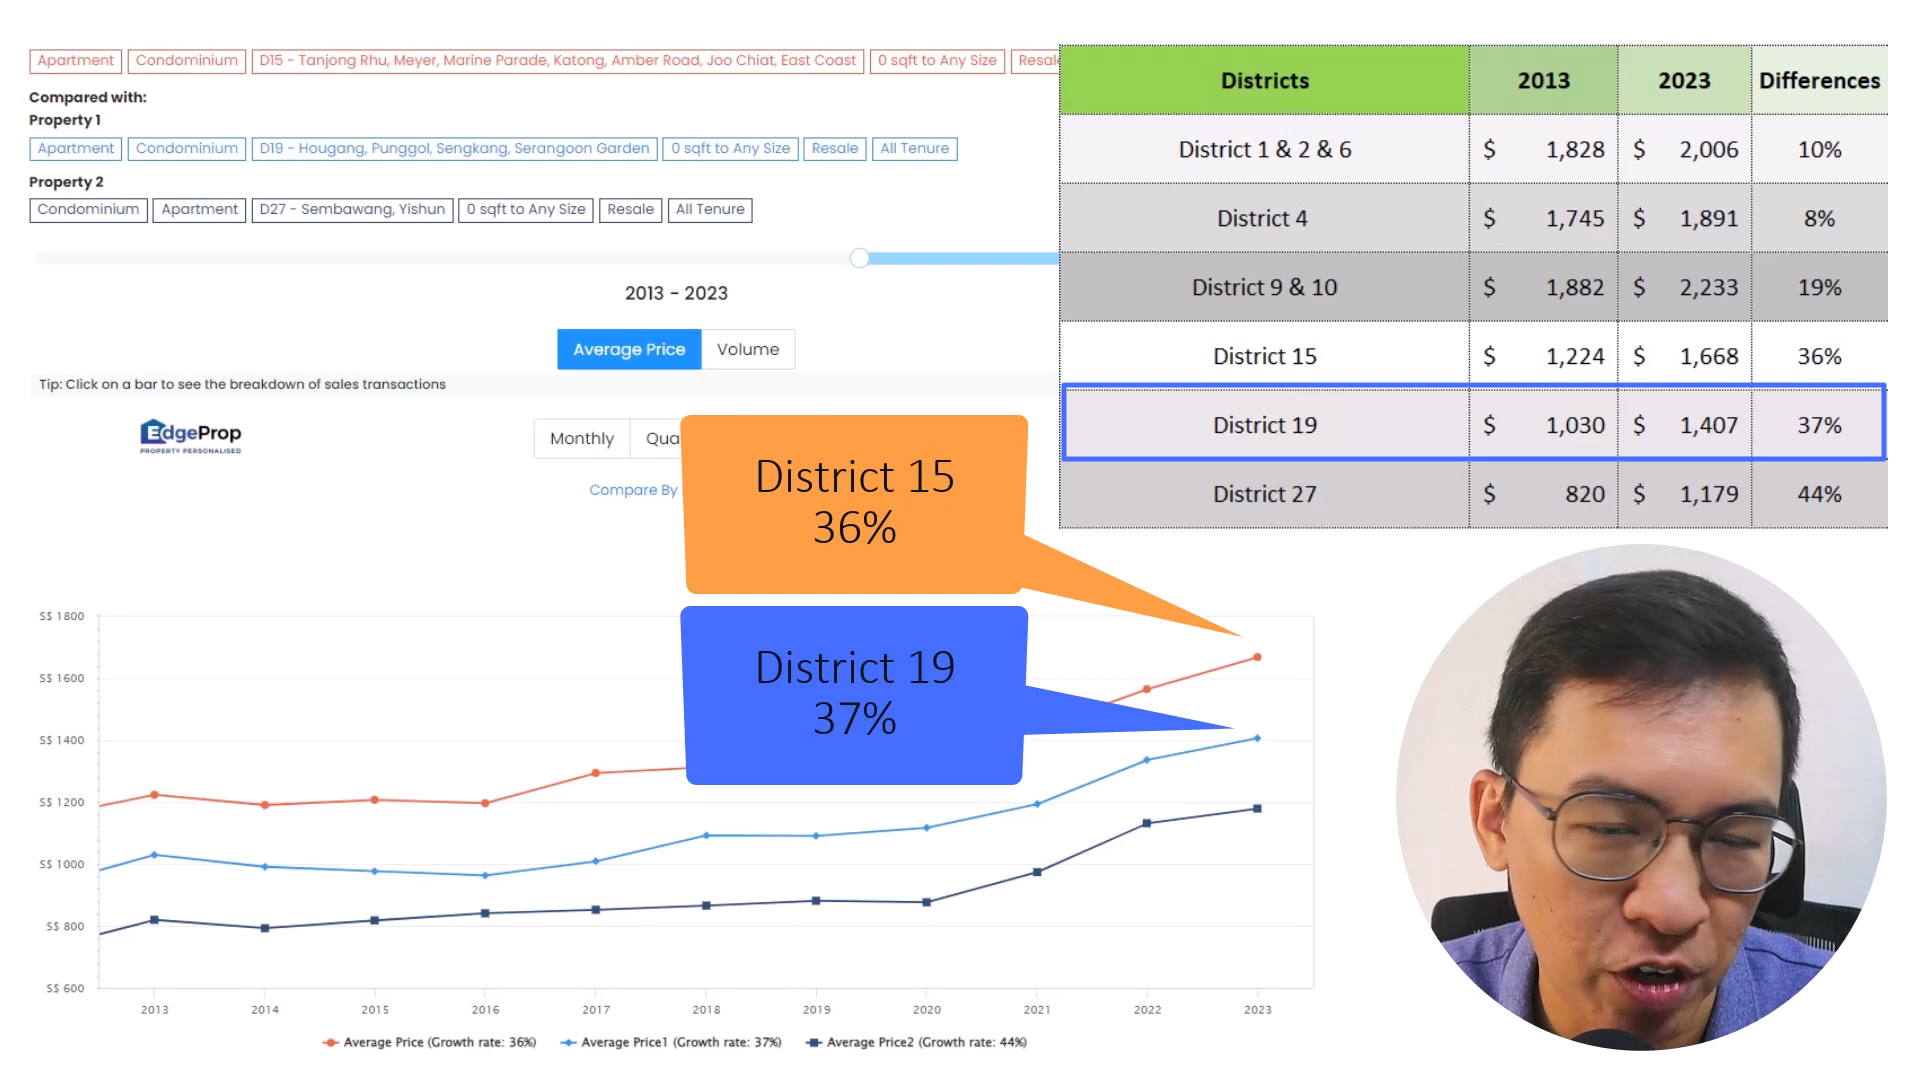 Apartment Condominium D15 - Tanjong Rhu, Meyer, Marine Parade, Katong, Amber Road, Joo Chiat, East Coast 0 sqft to Any Size
Compared with:
Property 1
Apartment Condominium D19 - Hougang, Punggol, Sengkang, Serangoon Garden 0 sqft to Any Size Resale All Tenure
Property 2
Condominium Apartment D27 - Sembawang, Yishun 0 sqft to Any Size Resale All Tenure
2013 - 2023
Average Price Volume
Tip: Click on a bar to see the breakdown of sales transactions
EdgeProp
PROPERTY PERSONALISED
Monthly
Compare By
Districts 2013 2023 Differences
District 1 & 2 & 6 $ 1,828 $ 2,006 10%
District 4 $ 1,745 $ 1,891 8%
District 9 & 10 $ 1,882 $ 2,233 19%
District 15 $ 1,224 $ 1,668 36%
District 19 $ 1,030 $ 1,407 37%
District 27 $ 820 $ 1,179 44%
District 15
36%
District 19
37%
S$ 1800
S$ 1600
S$ 1400
S$ 1200
S$ 1000
S$ 800
S$ 600
2013 2014 2015 2016 2017 2018 2019 2020 2021 2022 2023
Average Price (Growth rate: 36%) Average Price1 (Growth rate: 37%) Average Price2 (Growth rate: 44%)